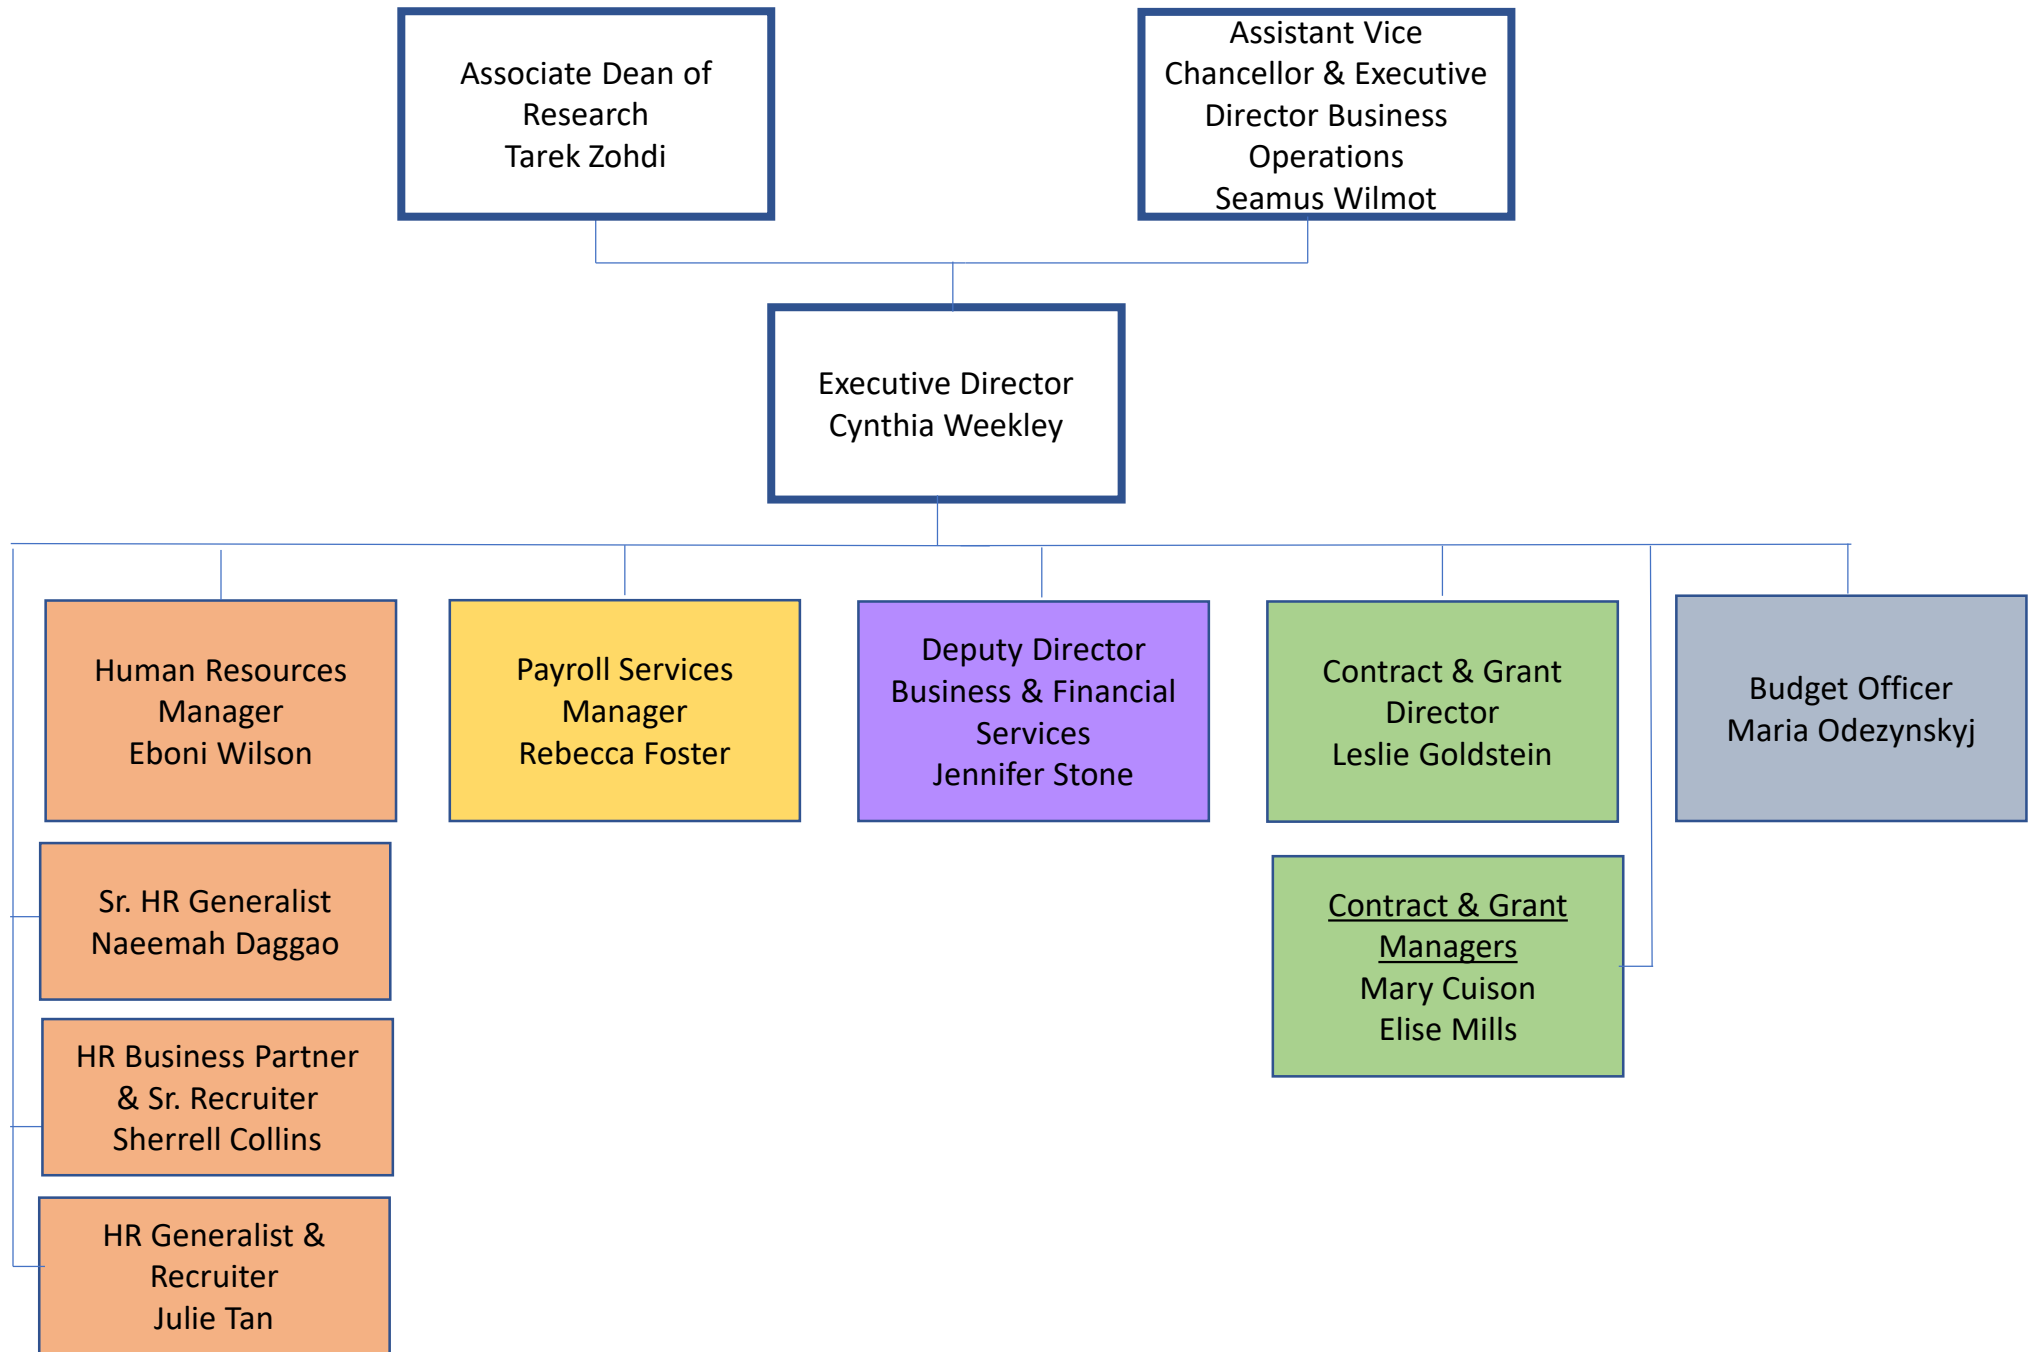 Associate Dean of
Research
Tarek Zohdi
Assistant Vice
Chancellor & Executive
Director Business
Operations
Seamus Wilmot
Executive Director
Cynthia Weekley
Human Resources
Manager
Eboni Wilson
Payroll Services
Manager
Rebecca Foster
Deputy Director
Business & Financial
Services
Jennifer Stone
Contract & Grant
Director
Leslie Goldstein
Budget Officer
Maria Odezynskyj
Sr. HR Generalist
Naeemah Daggao
Contract & Grant
Managers
Mary Cuison
Elise Mills
HR Business Partner
& Sr. Recruiter
Sherrell Collins
HR Generalist &
Recruiter
Julie Tan